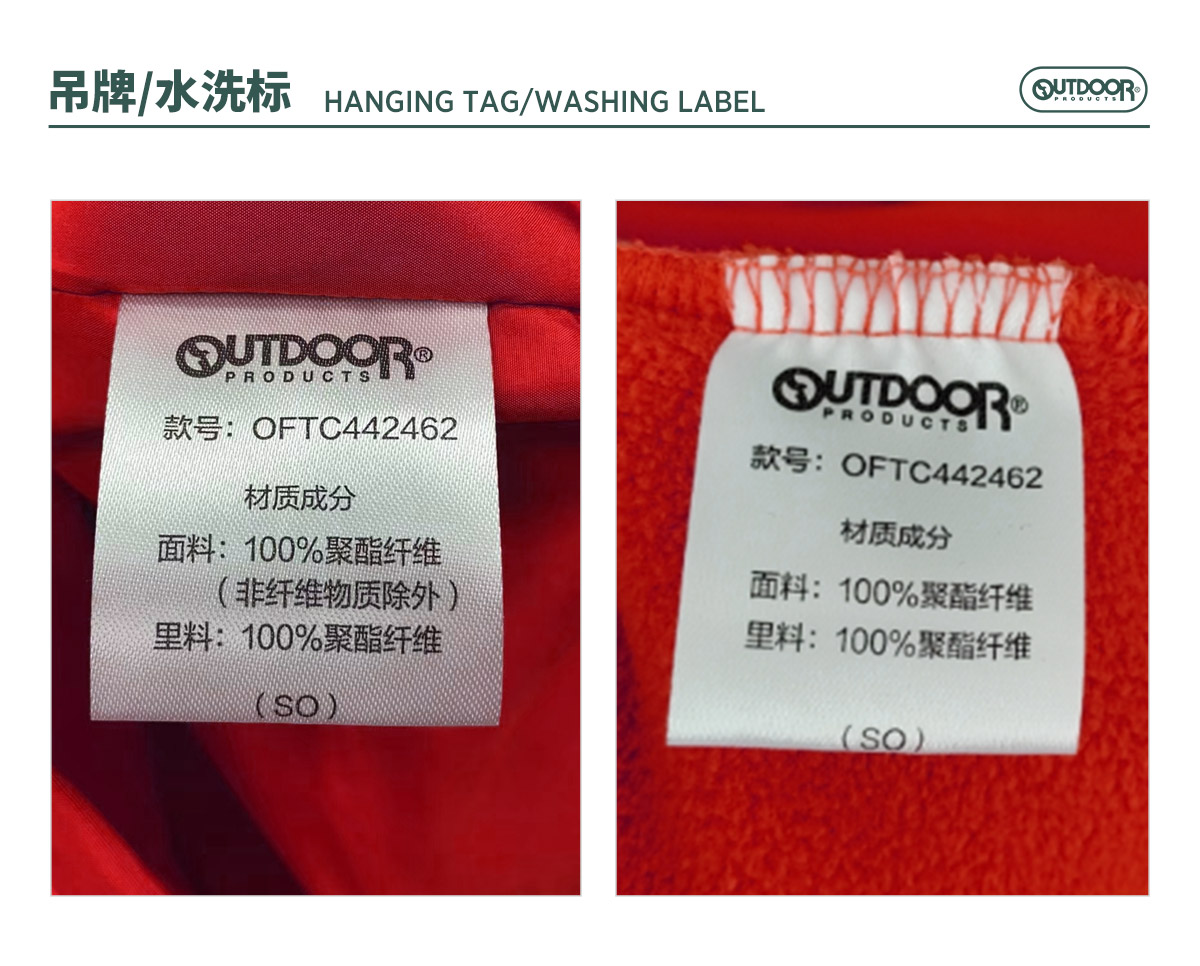 吊牌/水洗标 HANGING TAG/WASHING LABEL
OUTDOOR®
PRODUCTS
OUTDOOR®
PRODUCTS
款号：OFTC442462
材质成分
面料：100%聚酯纤维
（非纤维物质除外）
里料：100%聚酯纤维
（SO）
OUTDOOR®
PRODUCTS
款号：OFTC442462
材质成分
面料：100%聚酯纤维
里料：100%聚酯纤维
（SO）